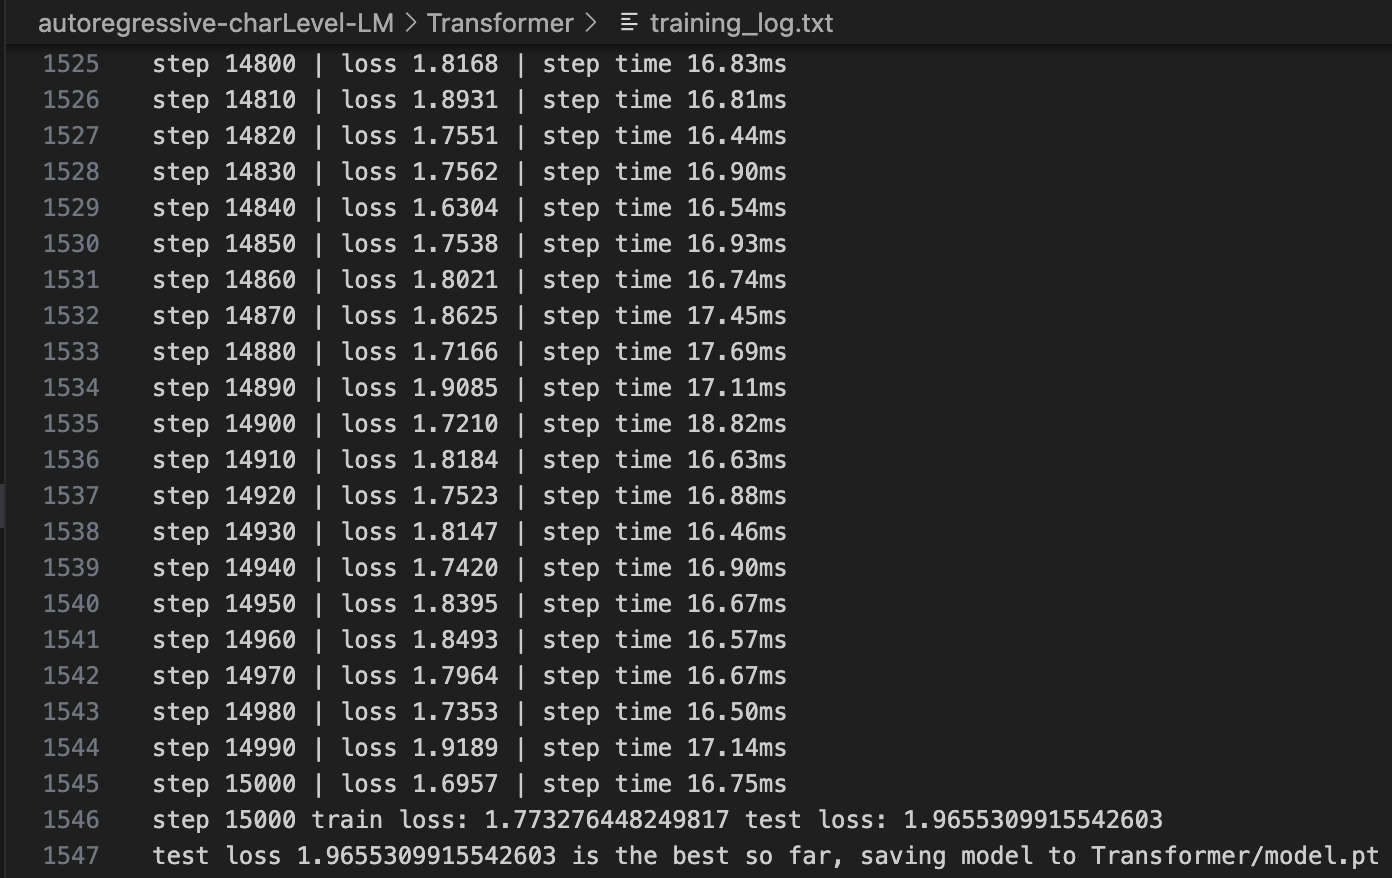 autoregressive-charLevel-LM > Transformer > training_log.txt
1525 step 14800 | loss 1.8168 | step time 16.83ms
1526 step 14810 | loss 1.8931 | step time 16.81ms
1527 step 14820 | loss 1.7551 | step time 16.44ms
1528 step 14830 | loss 1.7562 | step time 16.90ms
1529 step 14840 | loss 1.6304 | step time 16.54ms
1530 step 14850 | loss 1.7538 | step time 16.93ms
1531 step 14860 | loss 1.8021 | step time 16.74ms
1532 step 14870 | loss 1.8625 | step time 17.45ms
1533 step 14880 | loss 1.7166 | step time 17.69ms
1534 step 14890 | loss 1.9085 | step time 17.11ms
1535 step 14900 | loss 1.7210 | step time 18.82ms
1536 step 14910 | loss 1.8184 | step time 16.63ms
1537 step 14920 | loss 1.7523 | step time 16.88ms
1538 step 14930 | loss 1.8147 | step time 16.46ms
1539 step 14940 | loss 1.7420 | step time 16.90ms
1540 step 14950 | loss 1.8395 | step time 16.67ms
1541 step 14960 | loss 1.8493 | step time 16.57ms
1542 step 14970 | loss 1.7964 | step time 16.67ms
1543 step 14980 | loss 1.7353 | step time 16.50ms
1544 step 14990 | loss 1.9189 | step time 17.14ms
1545 step 15000 | loss 1.6957 | step time 16.75ms
1546 step 15000 train loss: 1.773276448249817 test loss: 1.9655309915542603
1547 test loss 1.9655309915542603 is the best so far, saving model to Transformer/model.pt